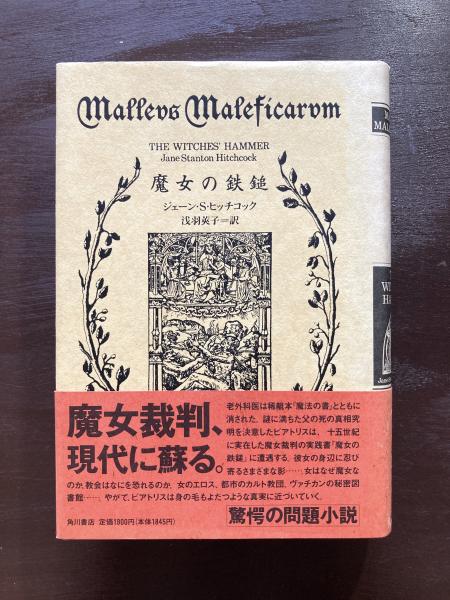 Malleus Maleficarum
THE WITCHES' HAMMER
Jane Stanton Hitchcock
魔女の鉄鎚
ジェーン・S・ヒッチコック
浅羽莢子=訳
魔女裁判、
現代に蘇る。
老外科医は稀覯本「魔法の書」とともに
消された。謎に満ちた父の死の真相究
明を決意したビアトリスは、十五世紀
に実在した魔女裁判の実践書「魔女の
鉄鎚」に遭遇する。彼女の身辺に忍び
寄るさまざまな影……。女はなぜ魔女な
のか、教会はなにを恐れるのか。女のエロス、都市のカルト教団、ヴァチカンの秘密図
書館……。やがて、ビアトリスは身の毛もよだつような真実に近づいていく。
角川書店 定価1900円(本体1845円)
驚愕の問題小説